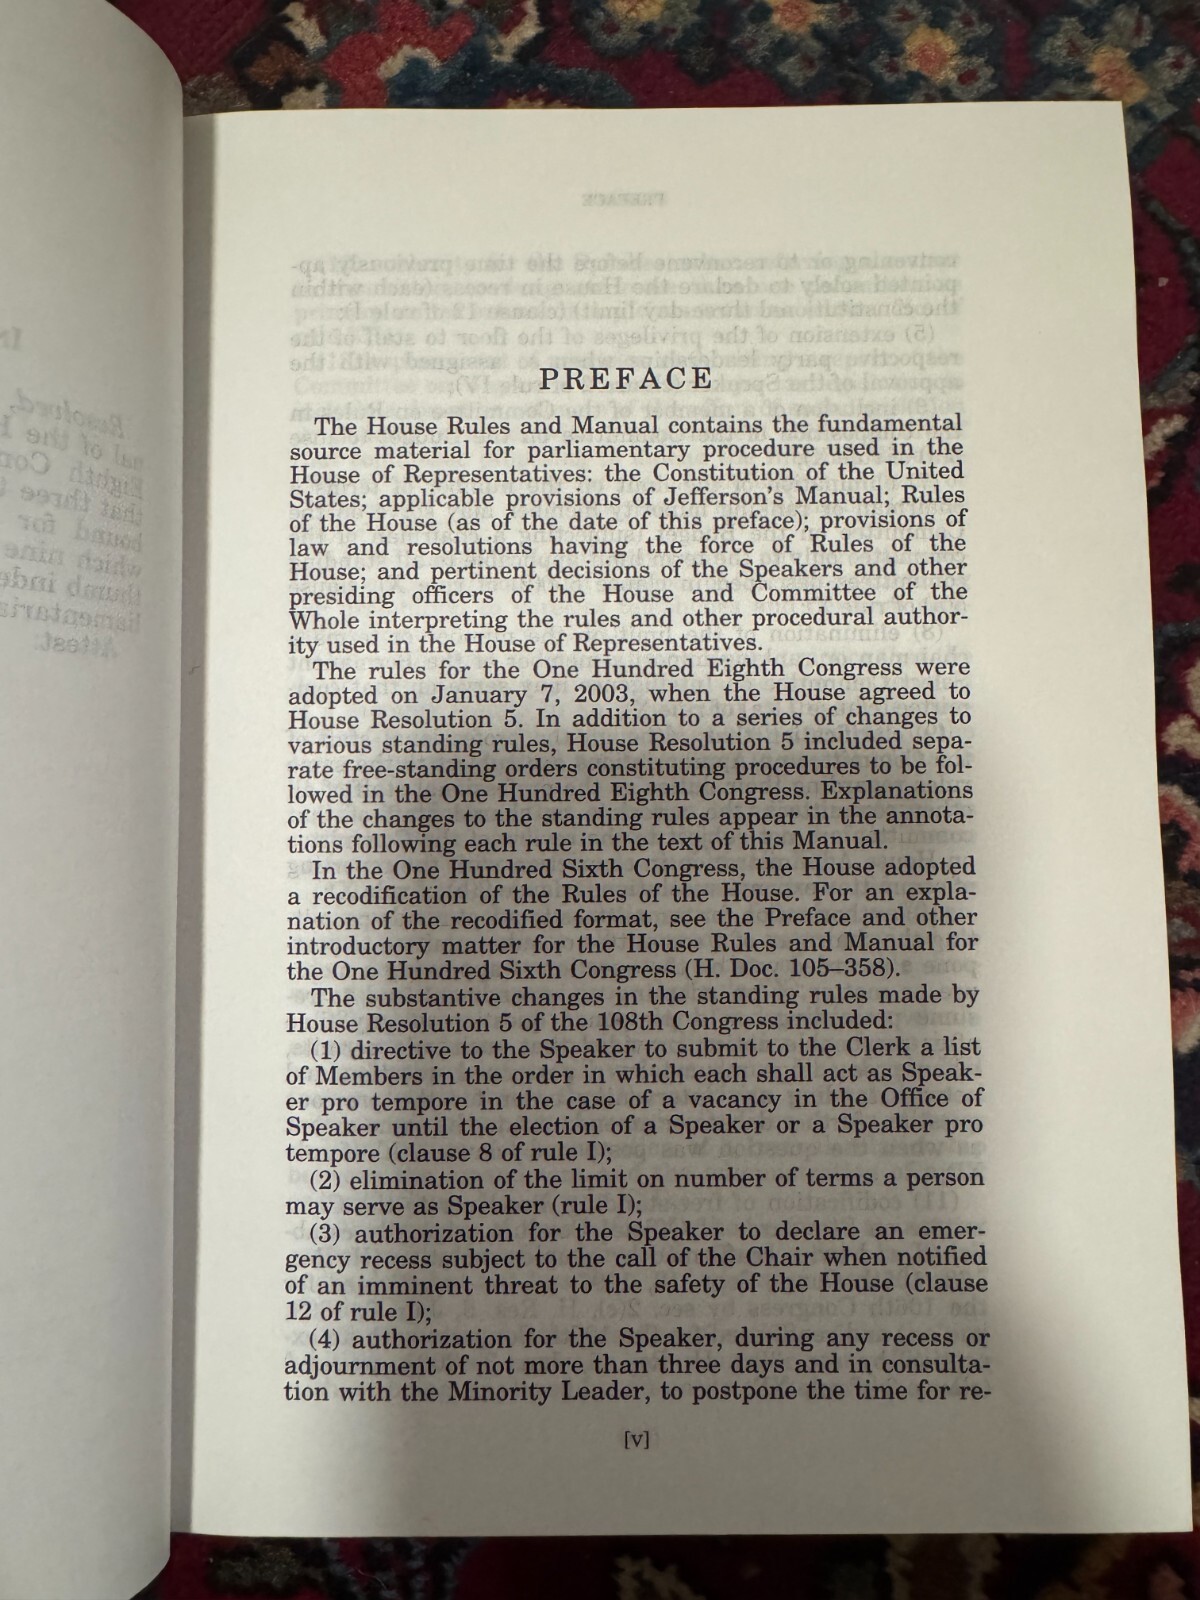 PREFACE
The House Rules and Manual contains the fundamental
source material for parliamentary procedure used in the
House of Representatives: the Constitution of the United
States; applicable provisions of Jefferson's Manual; Rules
of the House (as of the date of this preface); provisions of
law and resolutions having the force of Rules of the
House; and pertinent decisions of the Speakers and other
presiding officers of the House and Committee of the
Whole interpreting the rules and other procedural author-
ity used in the House of Representatives.
The rules for the One Hundred Eighth Congress were
adopted on January 7, 2003, when the House agreed to
House Resolution 5. In addition to a series of changes to
various standing rules, House Resolution 5 included sepa-
rate free-standing orders constituting procedures to be fol-
lowed in the One Hundred Eighth Congress. Explanations
of the changes to the standing rules appear in the annota-
tions following each rule in the text of this Manual.
In the One Hundred Sixth Congress, the House adopted
a recodification of the Rules of the House. For an expla-
nation of the recodified format, see the Preface and other
introductory matter for the House Rules and Manual for
the One Hundred Sixth Congress (H. Doc. 105–358).
The substantive changes in the standing rules made by
House Resolution 5 of the 108th Congress included:
(1) directive to the Speaker to submit to the Clerk a list
of Members in the order in which each shall act as Speak-
er pro tempore in the case of a vacancy in the Office of
Speaker until the election of a Speaker or a Speaker pro
tempore (clause 8 of rule I);
(2) elimination of the limit on number of terms a person
may serve as Speaker (rule I);
(3) authorization for the Speaker to declare an emer-
gency recess subject to the call of the Chair when notified
of an imminent threat to the safety of the House (clause
12 of rule I);
(4) authorization for the Speaker, during any recess or
adjournment of not more than three days and in consulta-
tion with the Minority Leader, to postpone the time for re-
[v]